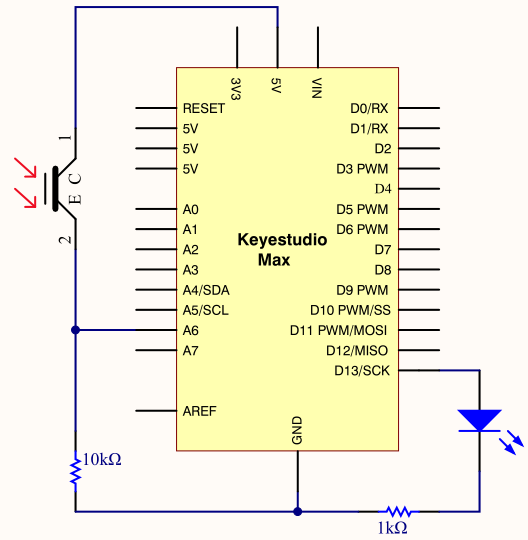 3V3
5V
VIN
RESET
5V
5V
5V
A0
A1
A2
A3
A4/SDA
A5/SCL
A6
A7
AREF
Keyestudio
Max
D0/RX
D1/RX
D2
D3 PWM
D4
D5 PWM
D6 PWM
D7
D8
D9 PWM
D10 PWM/SS
D11 PWM/MOSI
D12/MISO
D13/SCK
GND
1
C
E
2
10kΩ
1kΩ